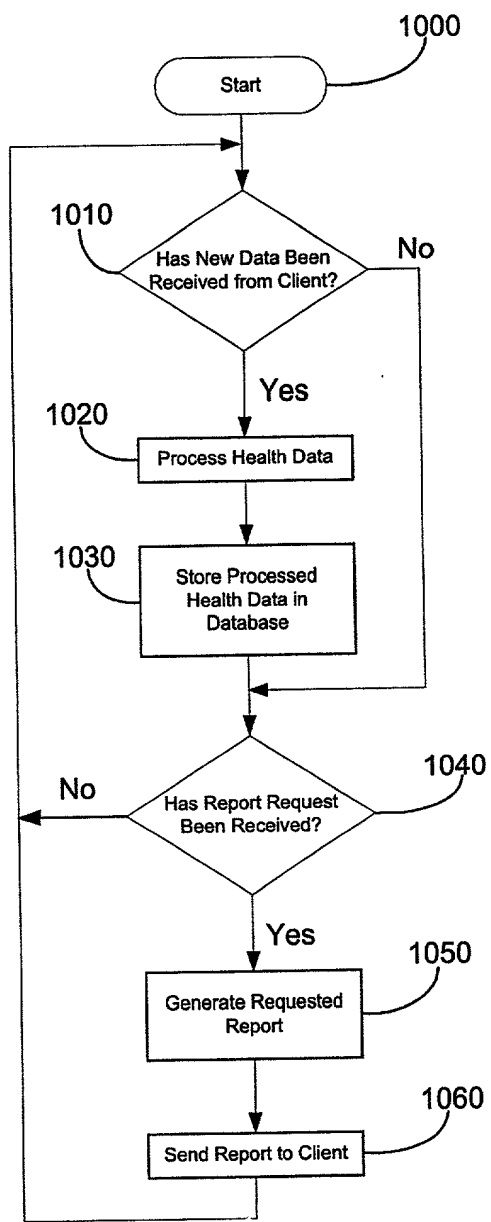 1000
Start
1010
Has New Data Been
Received from Client?
No
Yes
1020
Process Health Data
1030
Store Processed
Health Data in
Database
1040
No
Has Report Request
Been Received?
Yes
1050
Generate Requested
Report
1060
Send Report to Client